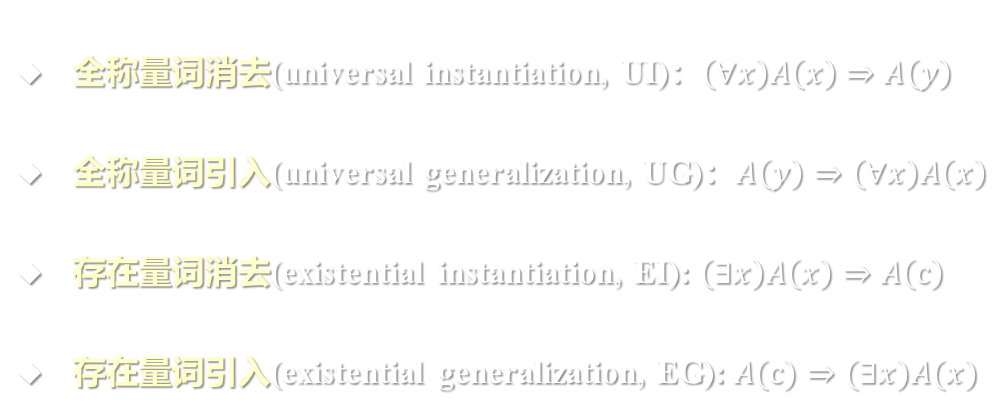 ❖ 全称量词消去(universal instantiation, UI)：(∀x)A(x) ⇒ A(y)
❖ 全称量词引入(universal generalization, UG)：A(y) ⇒ (∀x)A(x)
❖ 存在量词消去(existential instantiation, EI): (∃x)A(x) ⇒ A(c)
❖ 存在量词引入(existential generalization, EG): A(c) ⇒ (∃x)A(x)